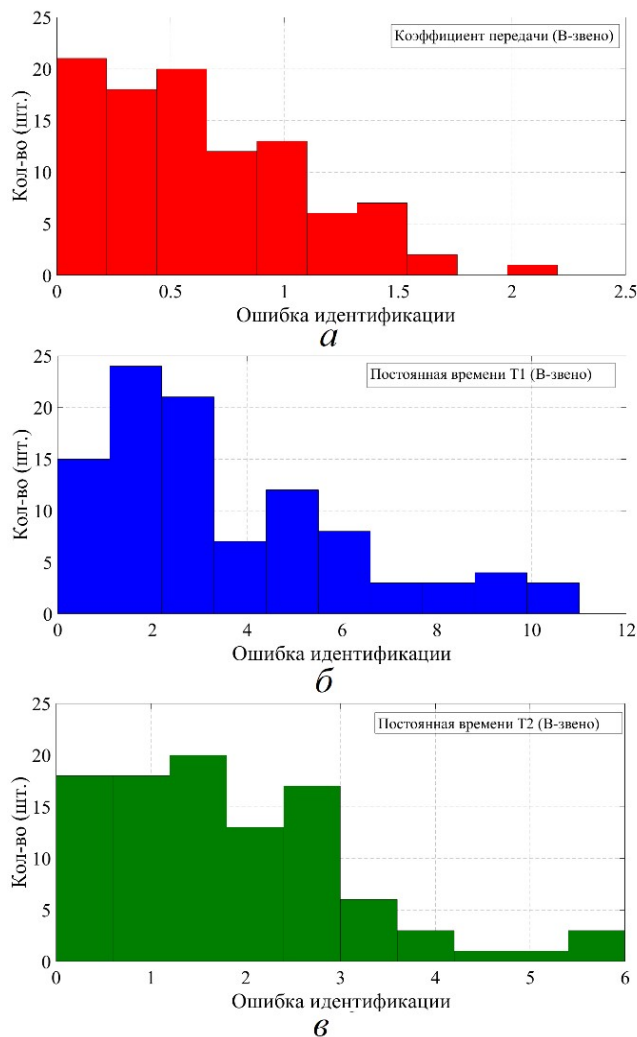 25
20
15
10
5
0
Кол-во (шт.)
Коэффициент передачи (В-звено)
0 0.5 1 1.5 2 2.5
Ошибка идентификации
а
25
20
15
10
5
0
Кол-во (шт.)
Постоянная времени Т1 (В-звено)
0 2 4 6 8 10 12
Ошибка идентификации
б
25
20
15
10
5
0
Кол-во (шт.)
Постоянная времени Т2 (В-звено)
0 1 2 3 4 5 6
Ошибка идентификации
в